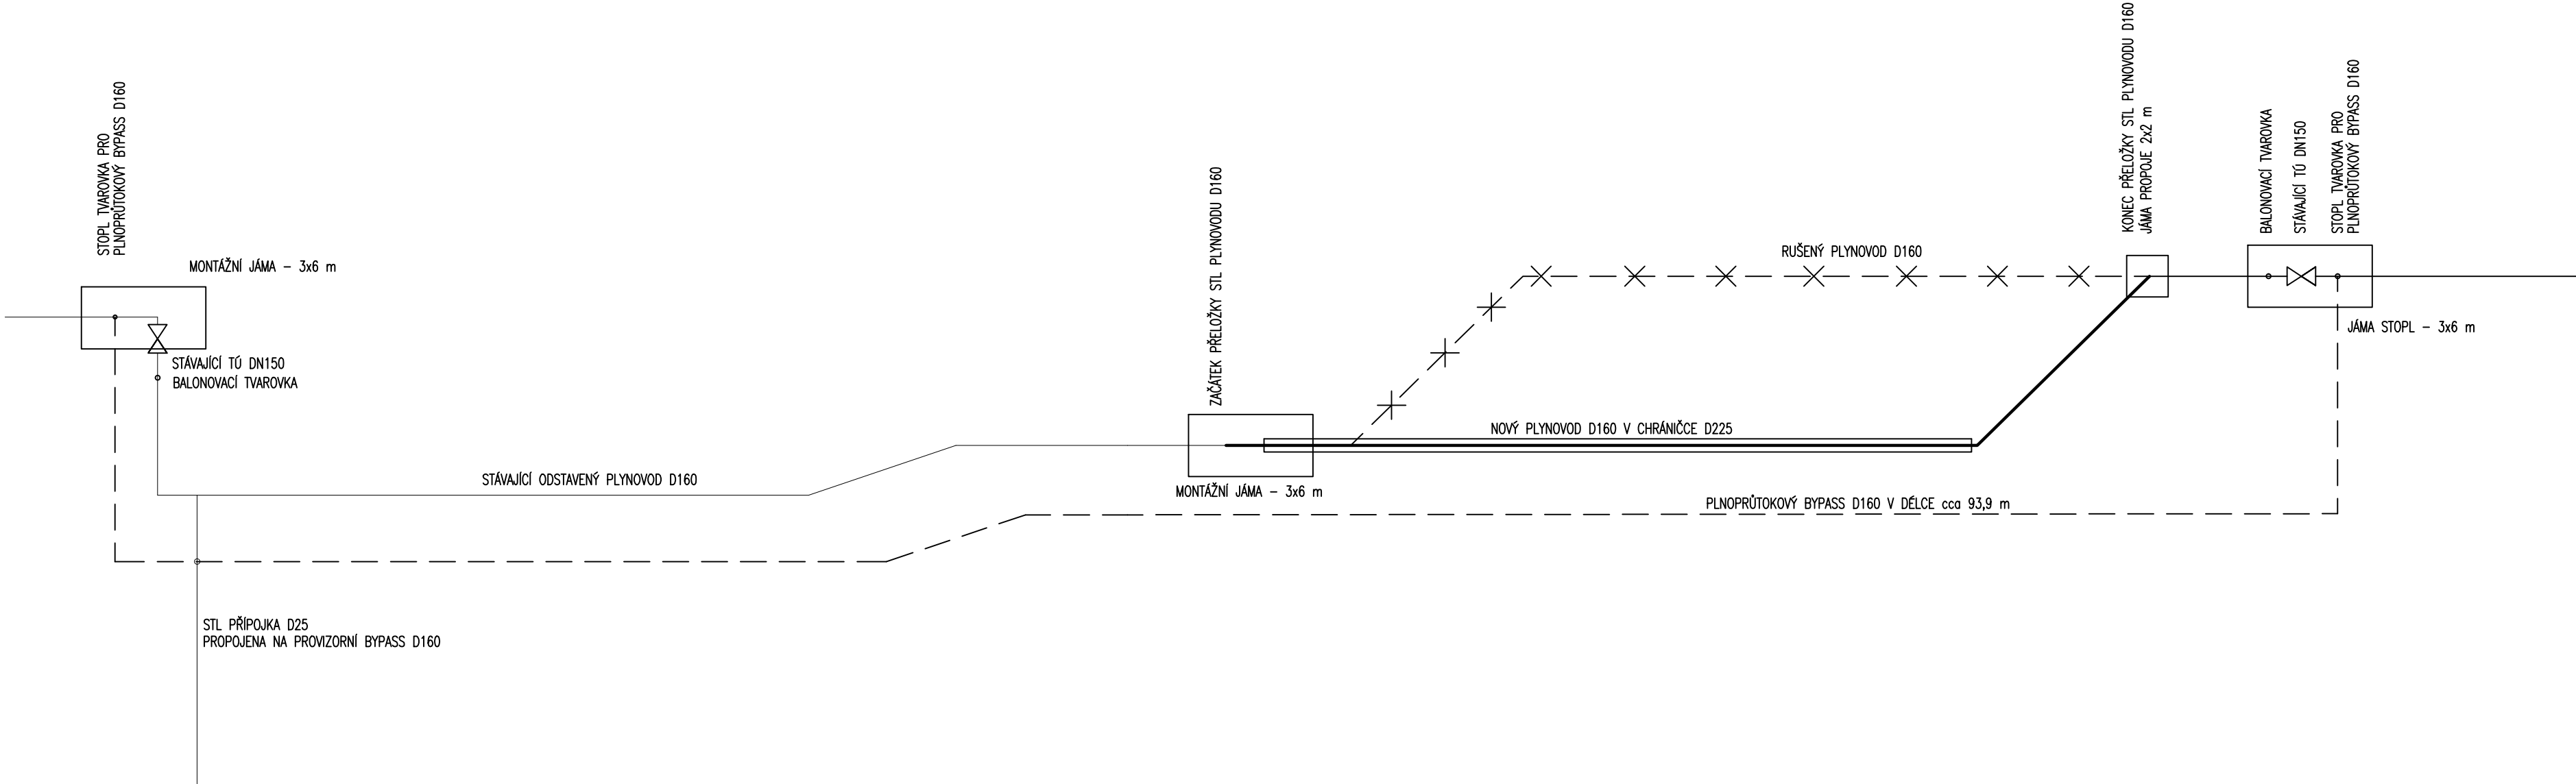 STOPL TVAROVKA PRO
PLNOPRŮTOKOVÝ BYPASS D160
MONTÁŽNÍ JÁMA – 3x6 m
STÁVAJÍCÍ TÚ DN150
BALONOVACÍ TVAROVKA
STÁVAJÍCÍ ODSTAVENÝ PLYNOVOD D160
STL PŘÍPOJKA D25
PROPOJENA NA PROVIZORNÍ BYPASS D160
ZAČÁTEK PŘELOŽKY STL PLYNOVODU D160
MONTÁŽNÍ JÁMA – 3x6 m
NOVÝ PLYNOVOD D160 V CHRÁNIČCE D225
RUŠENÝ PLYNOVOD D160
PLNOPRŮTOKOVÝ BYPASS D160 V DÉLCE cca 93,9 m
KONEC PŘELOŽKY STL PLYNOVODU D160
JÁMA PROPOJE 2x2 m
BALONOVACÍ TVAROVKA
STÁVAJÍCÍ TÚ DN150
STOPL TVAROVKA PRO
PLNOPRŮTOKOVÝ BYPASS D160
JÁMA STOPL – 3x6 m